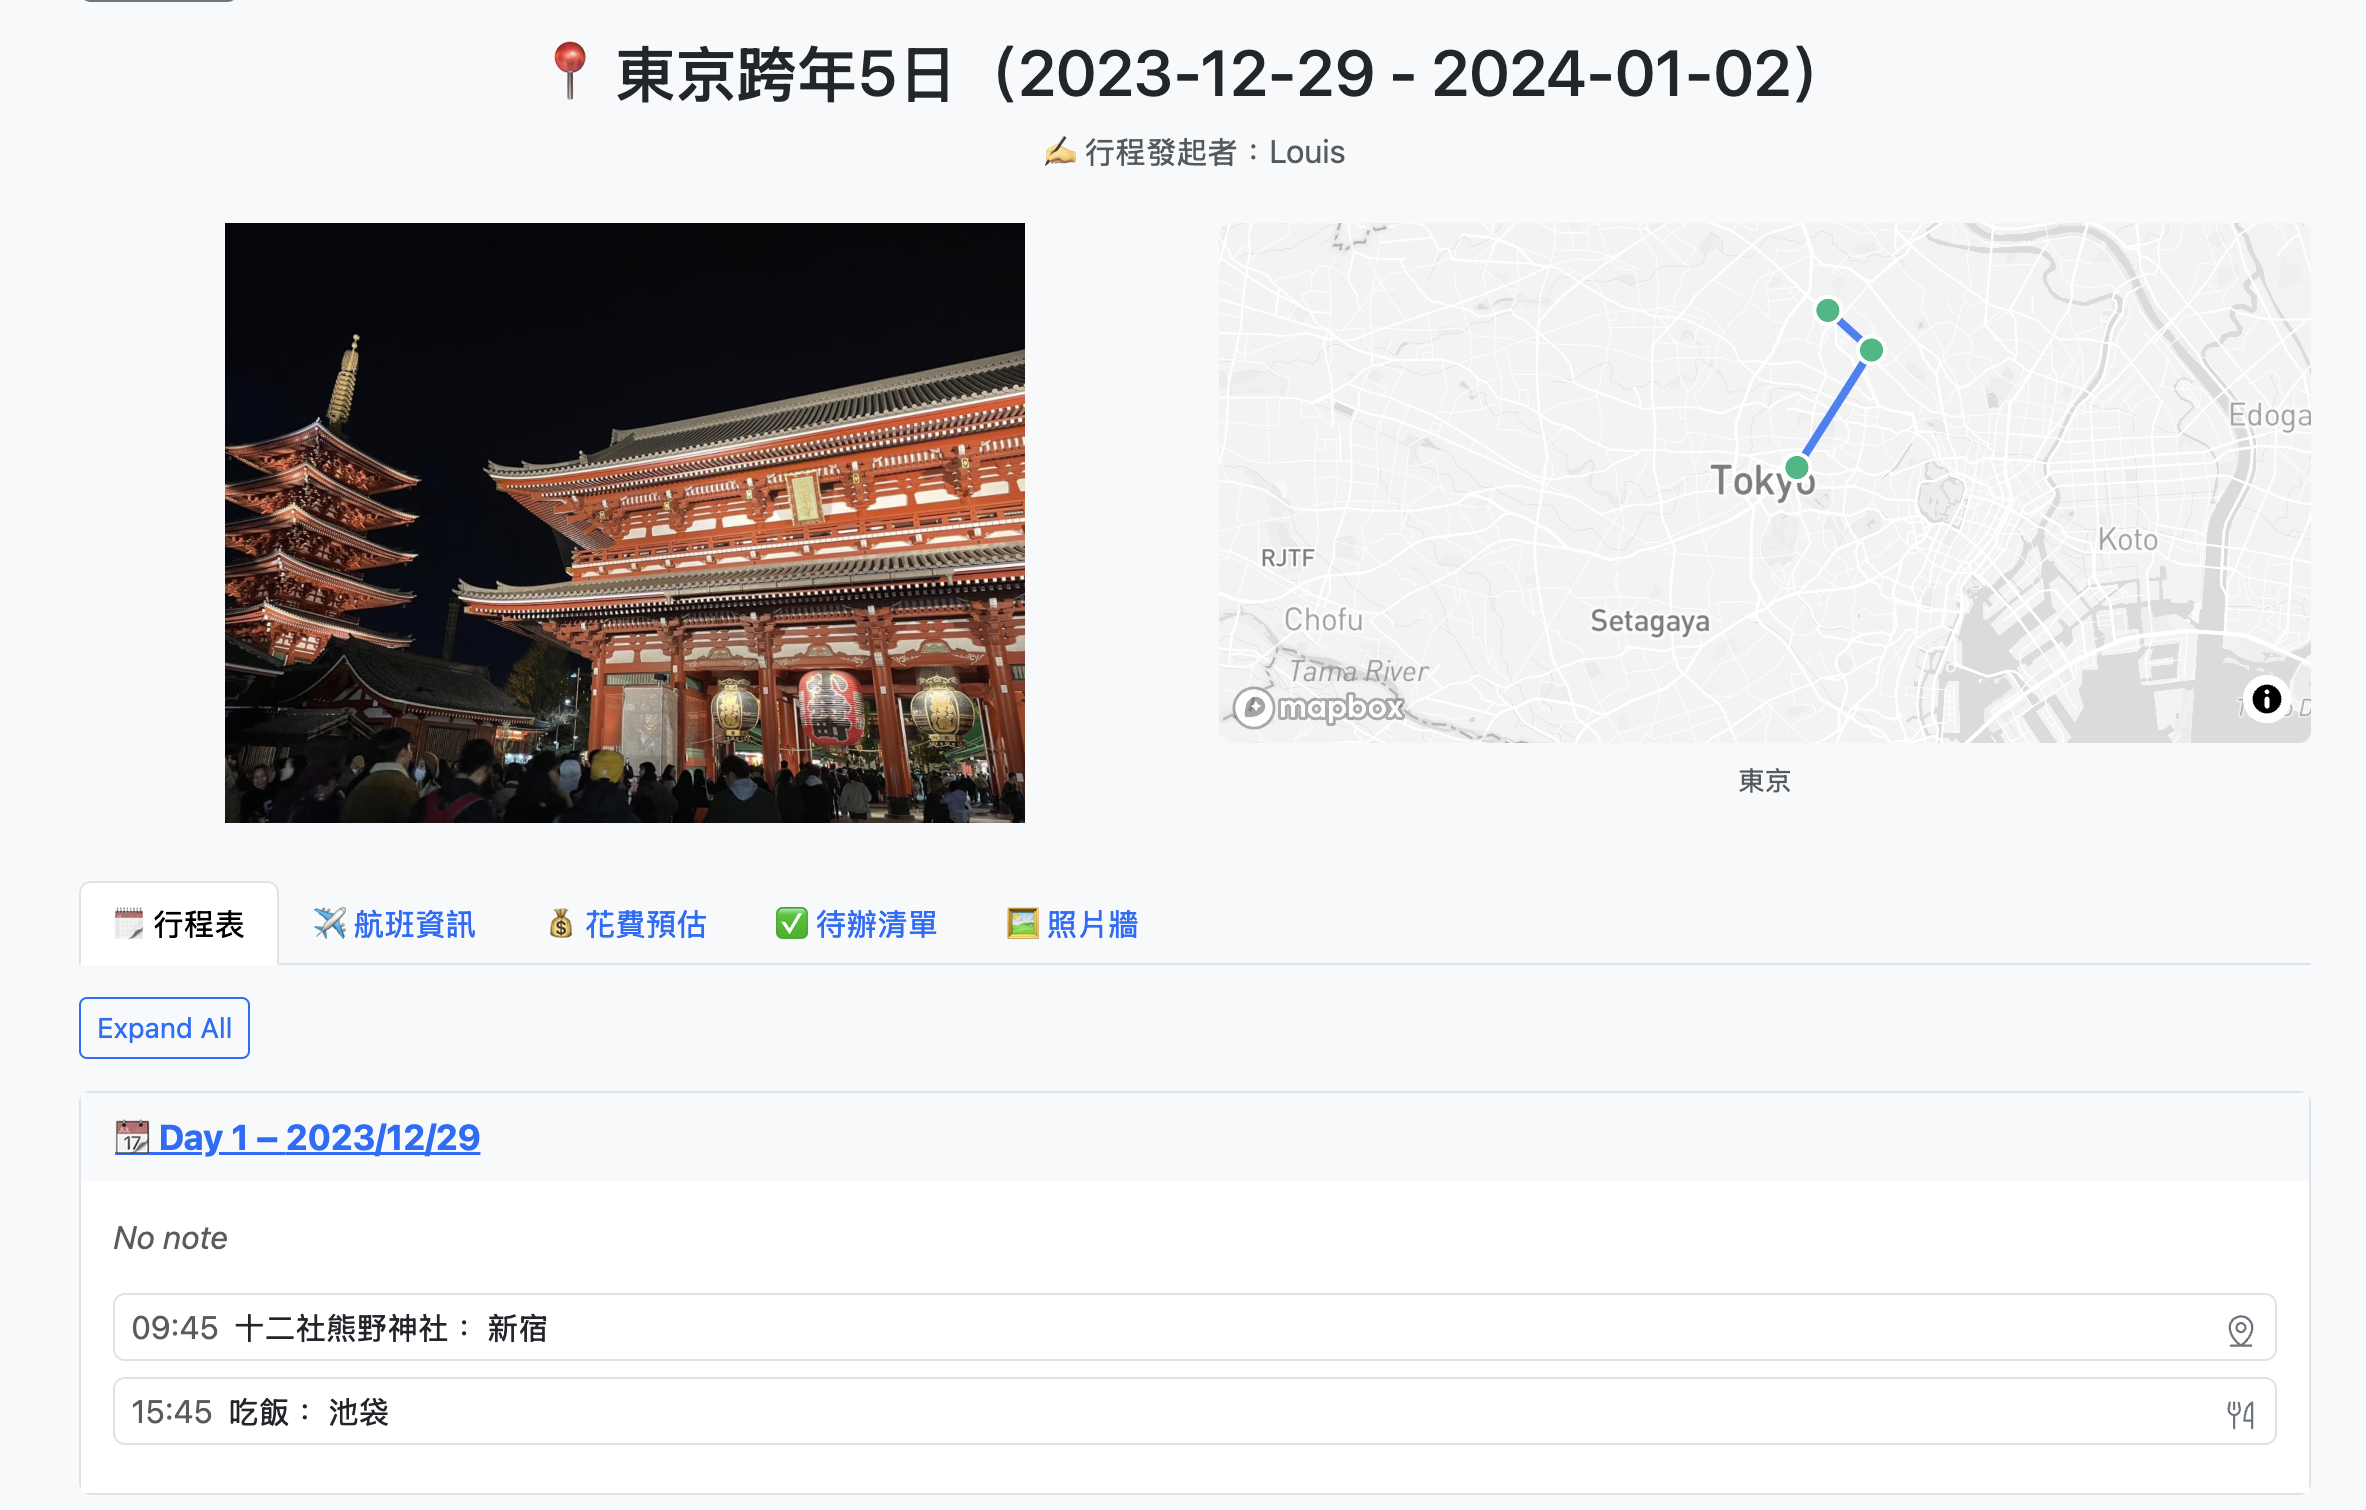 📍 東京跨年5日（2023-12-29 - 2024-01-02）
✍️ 行程發起者：Louis
小舟町
Tokyo
Edoga
Koto
RJTF
Chofu
Setagaya
Tama River
mapbox
東京
🗓️ 行程表
✈️ 航班資訊
💰 花費預估
✅ 待辦清單
🖼️ 照片牆
Expand All
📆 Day 1 – 2023/12/29
No note
09:45 十二社熊野神社： 新宿
15:45 吃飯： 池袋